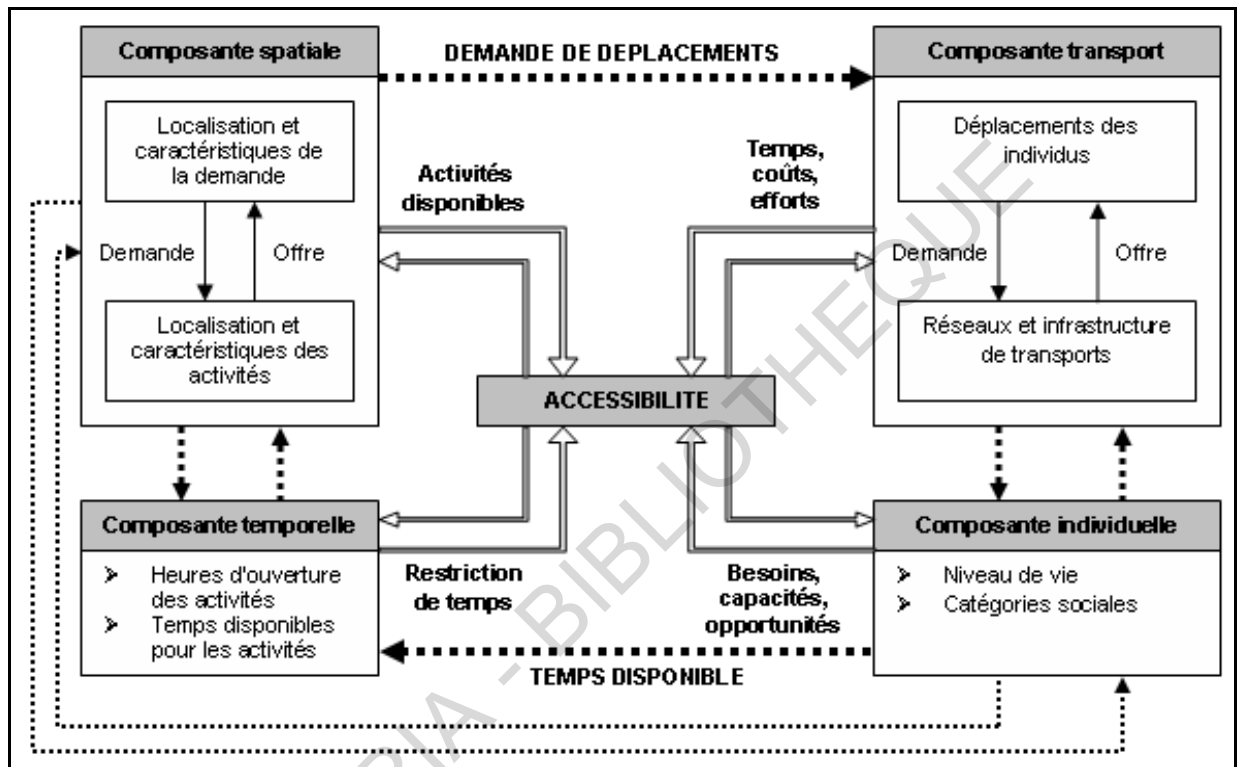 Composante spatiale
DEMANDE DE DEPLACEMENTS
Composante transport
Localisation et
caractéristiques de
la demande
Demande
Offre
Localisation et
caractéristiques des
activités
Activités
disponibles
Temps,
coûts,
efforts
Déplacements des
individus
Demande
Offre
Réseaux et infrastructure
de transports
ACCESSIBILITE
Composante temporelle
Heures d'ouverture
des activités
Temps disponibles
pour les activités
Restriction
de temps
Besoins,
capacités,
opportunités
TEMPS DISPONIBLE
Composante individuelle
Niveau de vie
Catégories sociales
RIA - BIBLIOTHEQUE